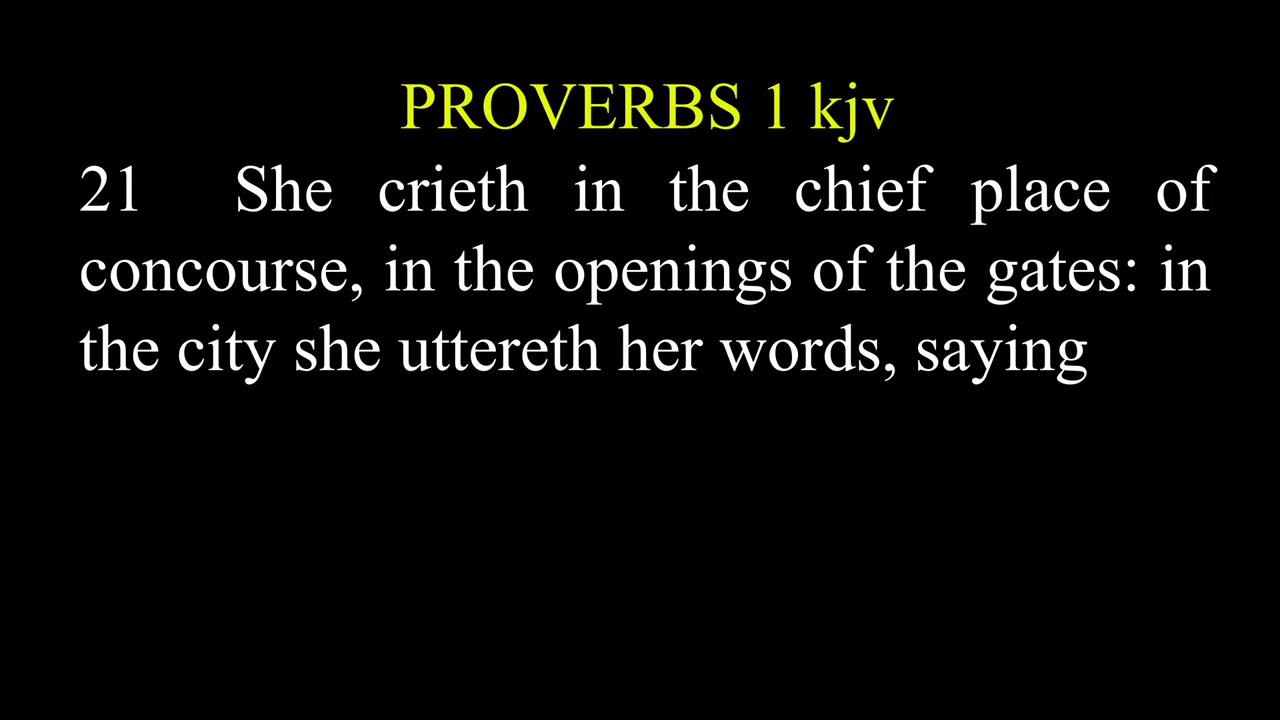 PROVERBS 1 kjv
21 She crieth in the chief place of
concourse, in the openings of the gates: in
the city she uttereth her words, saying